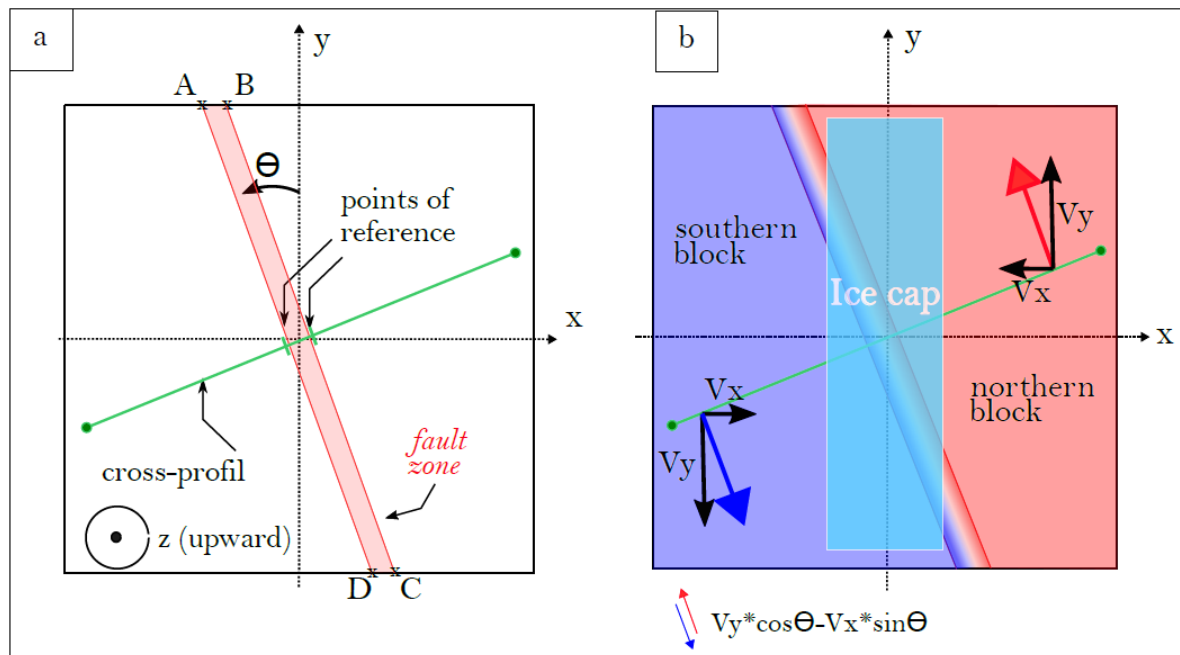 a
y
A B
Θ
points of
reference
x
cross-profil
fault
zone
z (upward)
D C
b
y
southern
block
Vy
Vx
Ice cap
x
Vx
northern
block
Vy
Vy*cosΘ-Vx*sinΘ